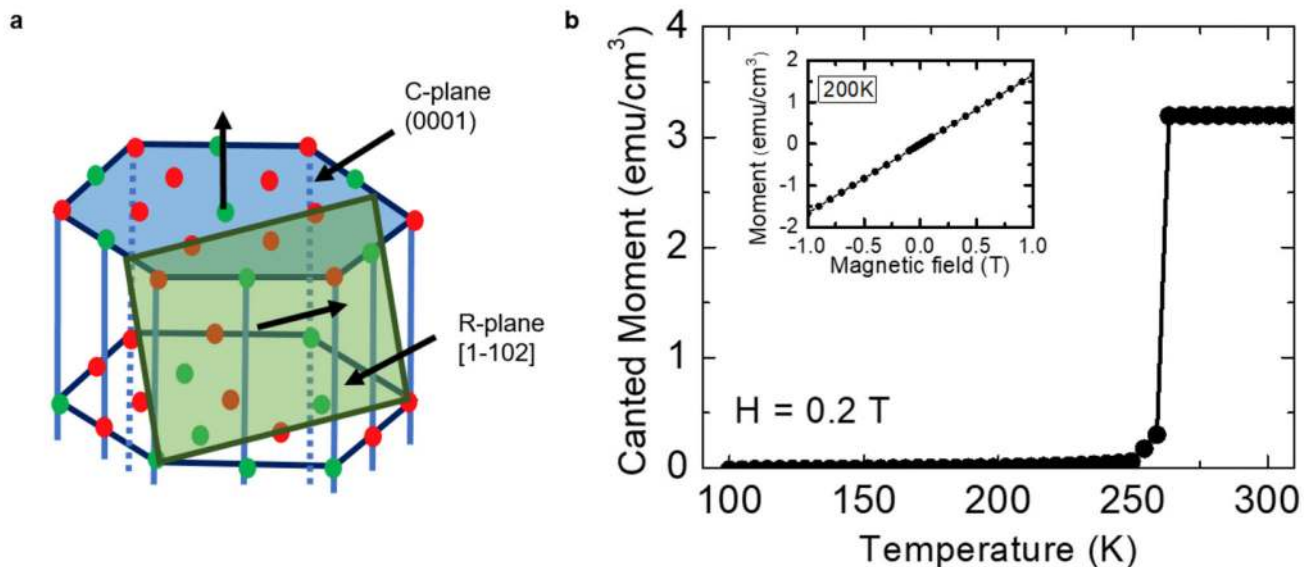 a
C-plane
(0001)
R-plane
[1-102]
b
Canted Moment (emu/cm³)
4
3
2
1
0
100 150 200 250 300
Temperature (K)
H = 0.2 T
Moment (emu/cm³)
2
1
0
-1
-2
200K
-1.0 -0.5 0.0 0.5 1.0
Magnetic field (T)